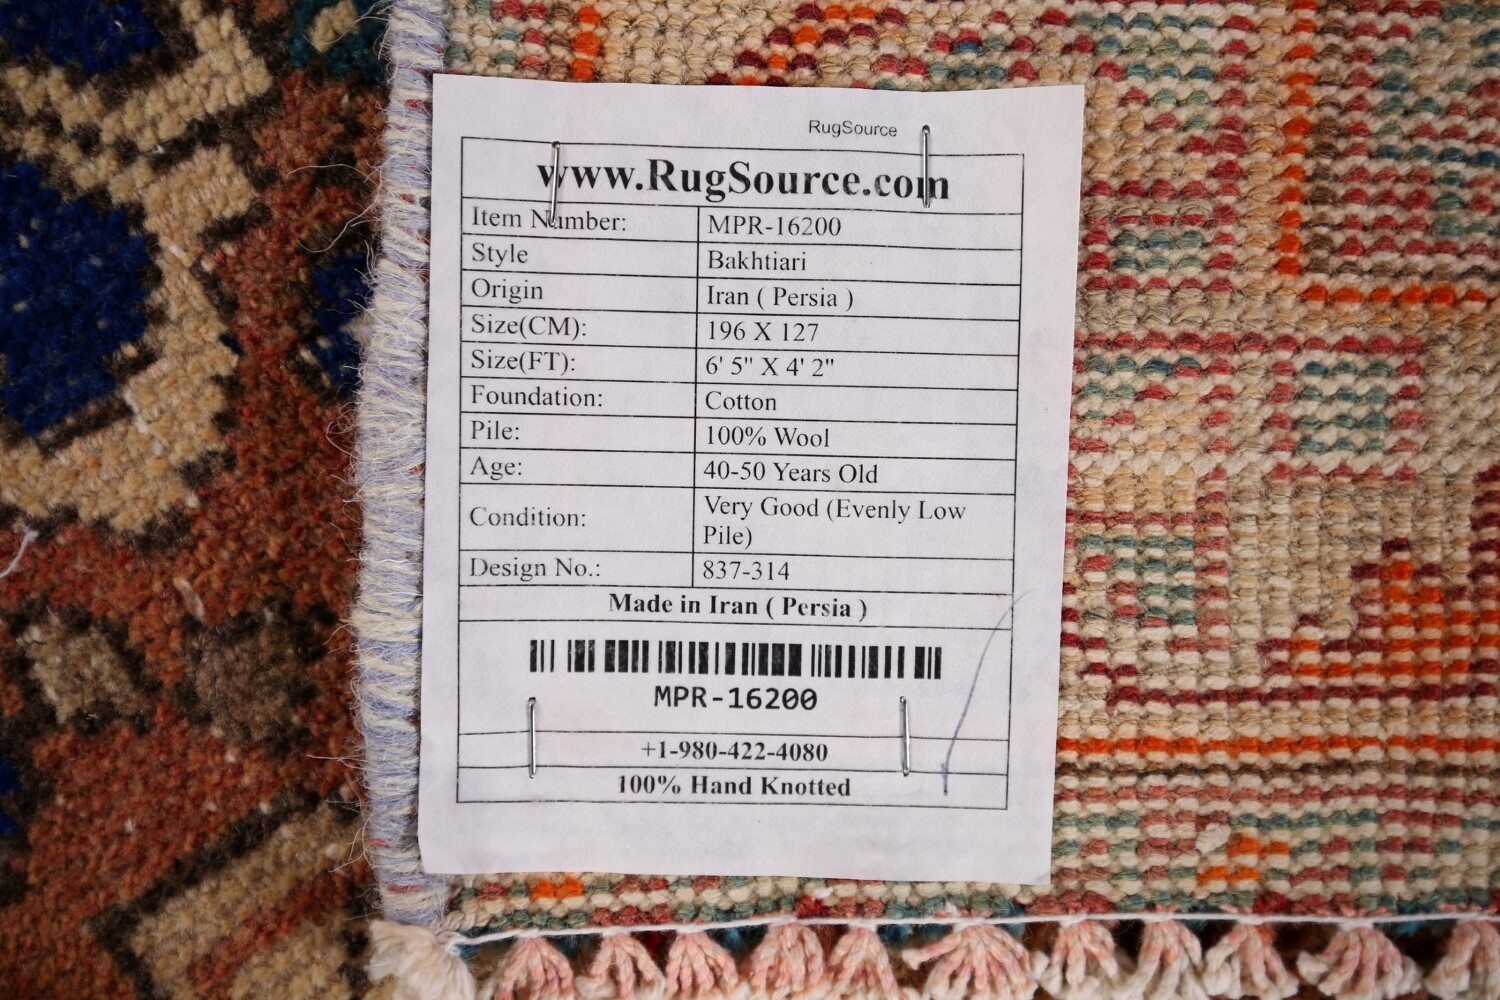 RugSource
www.RugSource.com
Item Number: MPR-16200
Style Bakhtiari
Origin Iran ( Persia )
Size(CM): 196 X 127
Size(FT): 6' 5" X 4' 2"
Foundation: Cotton
Pile: 100% Wool
Age: 40-50 Years Old
Condition: Very Good (Evenly Low
Pile)
Design No.: 837-314
Made in Iran ( Persia )
MPR-16200
+1-980-422-4080
100% Hand Knotted